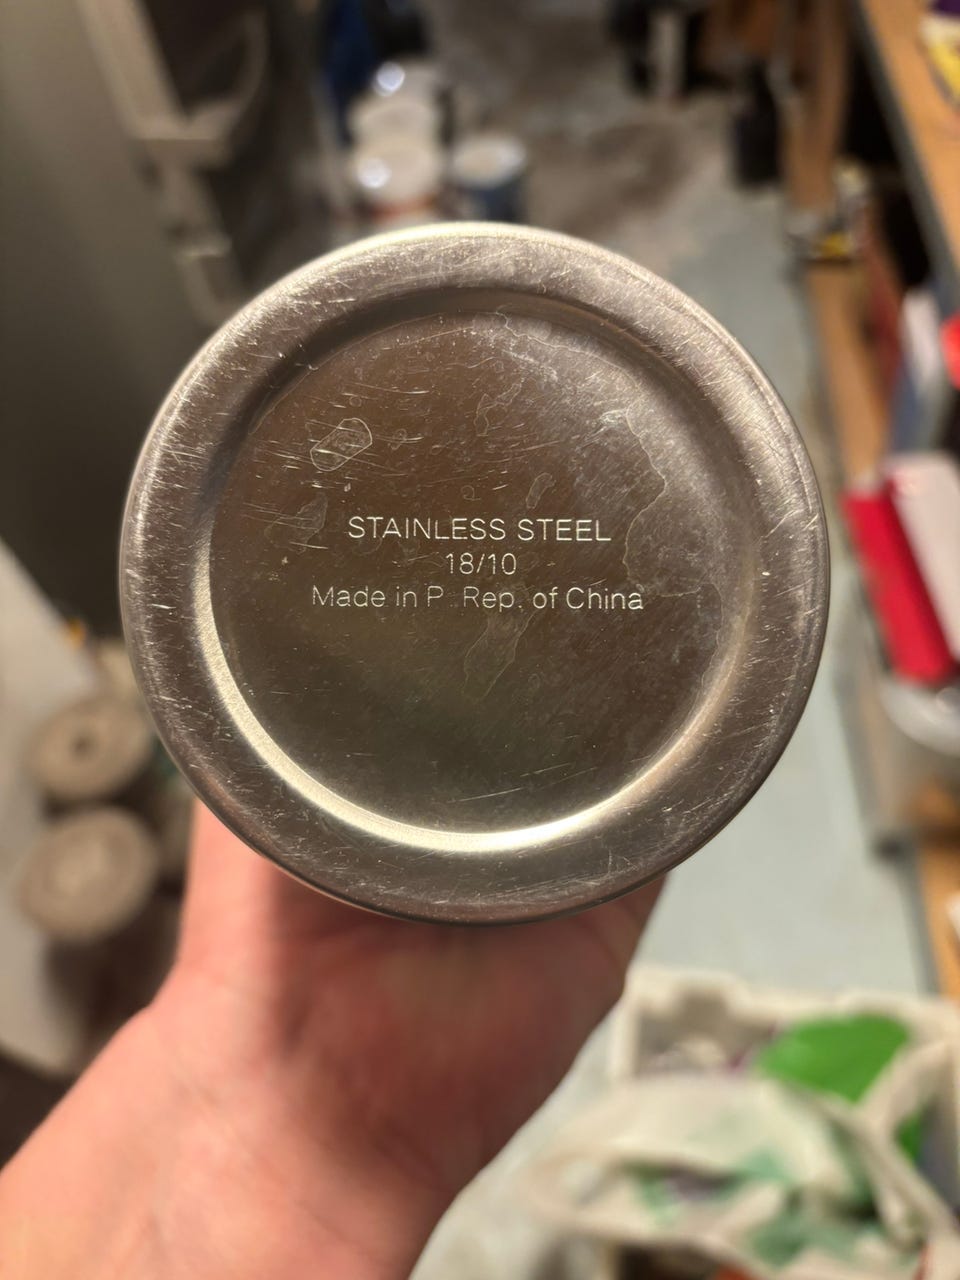 STAINLESS STEEL
18/10
Made in P. Rep. of China